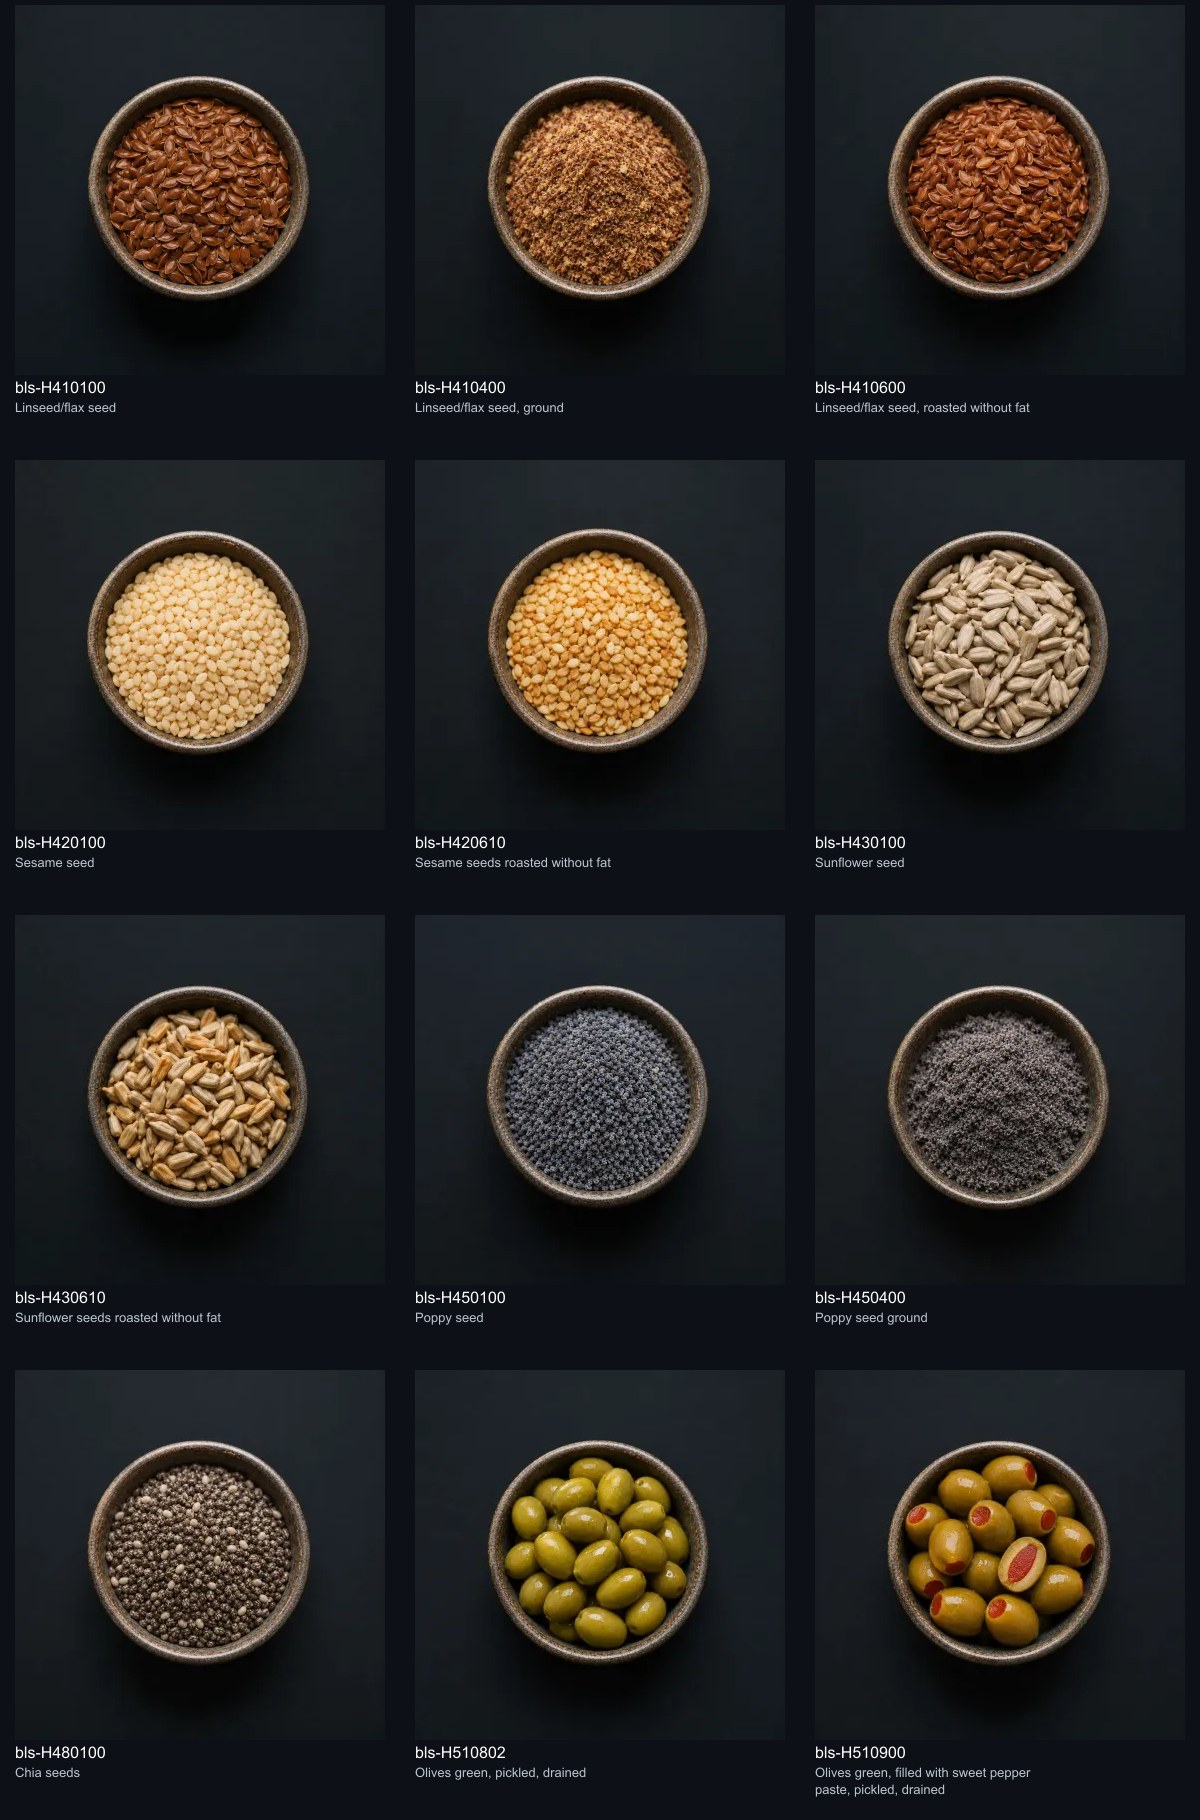 bls-H410100
Linseed/flax seed
bls-H410400
Linseed/flax seed, ground
bls-H410600
Linseed/flax seed, roasted without fat
bls-H420100
Sesame seed
bls-H420610
Sesame seeds roasted without fat
bls-H430100
Sunflower seed
bls-H430610
Sunflower seeds roasted without fat
bls-H450100
Poppy seed
bls-H450400
Poppy seed ground
bls-H480100
Chia seeds
bls-H510802
Olives green, pickled, drained
bls-H510900
Olives green, filled with sweet pepper
paste, pickled, drained